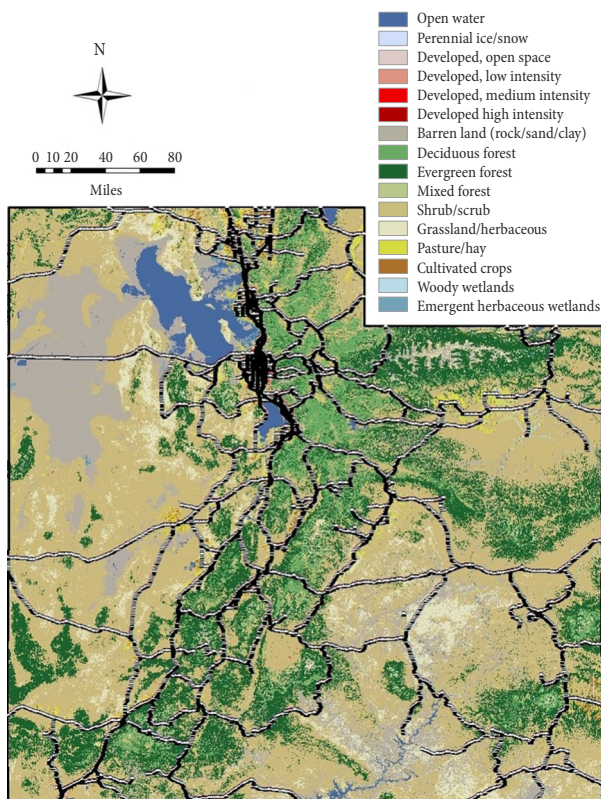 N
0 10 20 40 60 80
Miles
Open water
Perennial ice/snow
Developed, open space
Developed, low intensity
Developed, medium intensity
Developed high intensity
Barren land (rock/sand/clay)
Deciduous forest
Evergreen forest
Mixed forest
Shrub/scrub
Grassland/herbaceous
Pasture/hay
Cultivated crops
Woody wetlands
Emergent herbaceous wetlands